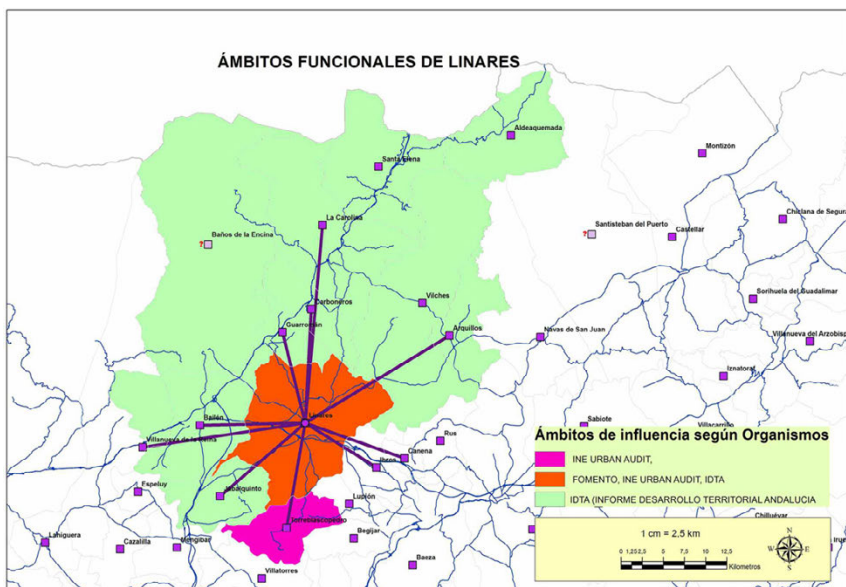 ÁMBITOS FUNCIONALES DE LINARES
Aldeaquemada
Montizón
Santa Elena
La Carolina
Chiclana de Segura
Santisteban del Puerto
?
Castellar
?
Baños de la Encina
Vilches
Sorihuela del Guadalimar
Carboneros
Guarromán
Arquillos
Navas de San Juan
Villanueva del Arzobisp
Iznatoraf
Linares
Bailén
Sabiote
Villacarrillo
Villanueva de la Reina
Rus
Canena
Ibros
Ámbitos de influencia según Organismos
INE URBAN AUDIT,
FOMENTO, INE URBAN AUDIT, IDTA
IDTA (INFORME DESARROLLO TERRITORIAL ANDALUCIA
Espeluy
Jabalquinto
Lupión
Torreblascopedro
Begíjar
Lahiguera
Cazalilla
Mengíbar
Baeza
Villatorres
1 cm = 2.5 km
0 1,252,5 5 7,5 10 12,5
Kilometros
N
W E
S